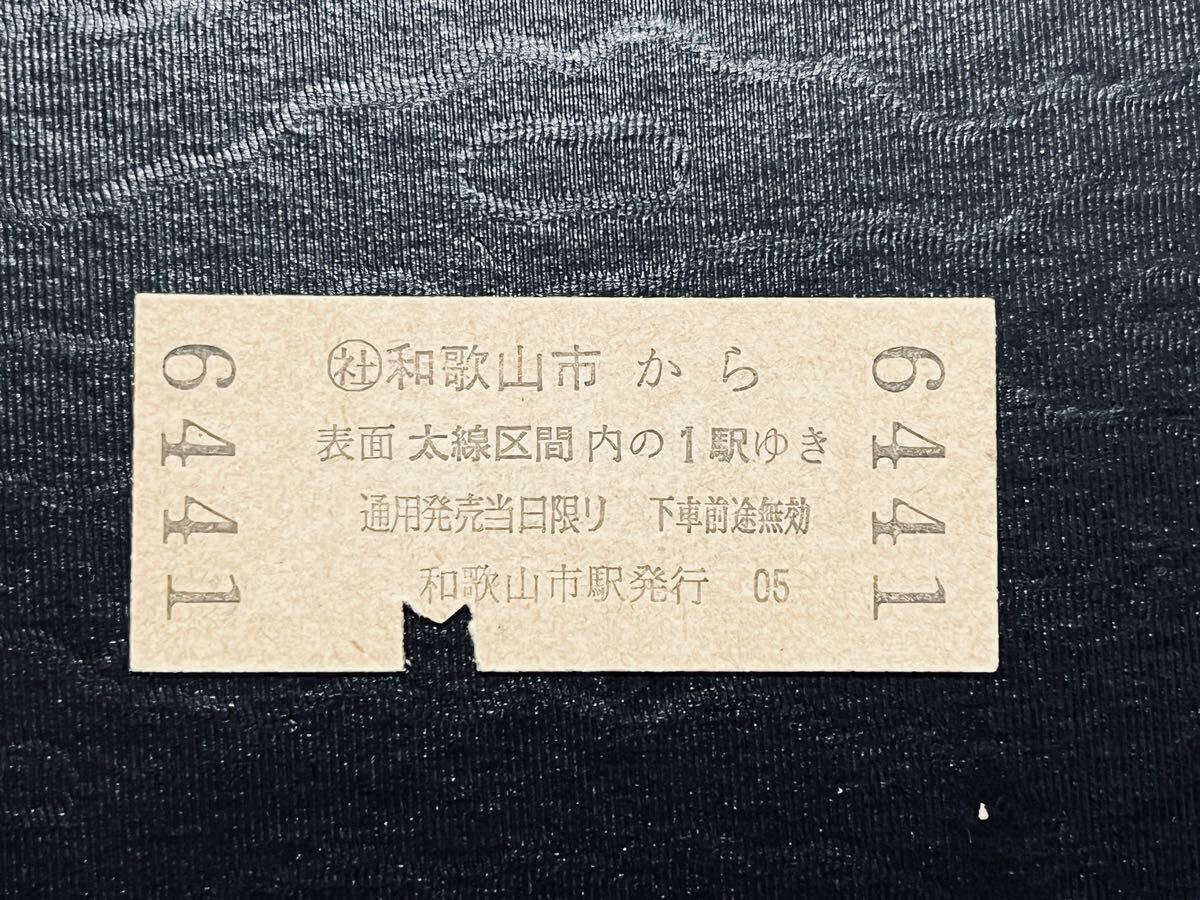 ㊓和歌山市から
表面 太線区間 内の1駅ゆき
通用発売当日限り 下車前途無効
和歌山市駅発行 05
6441
6441